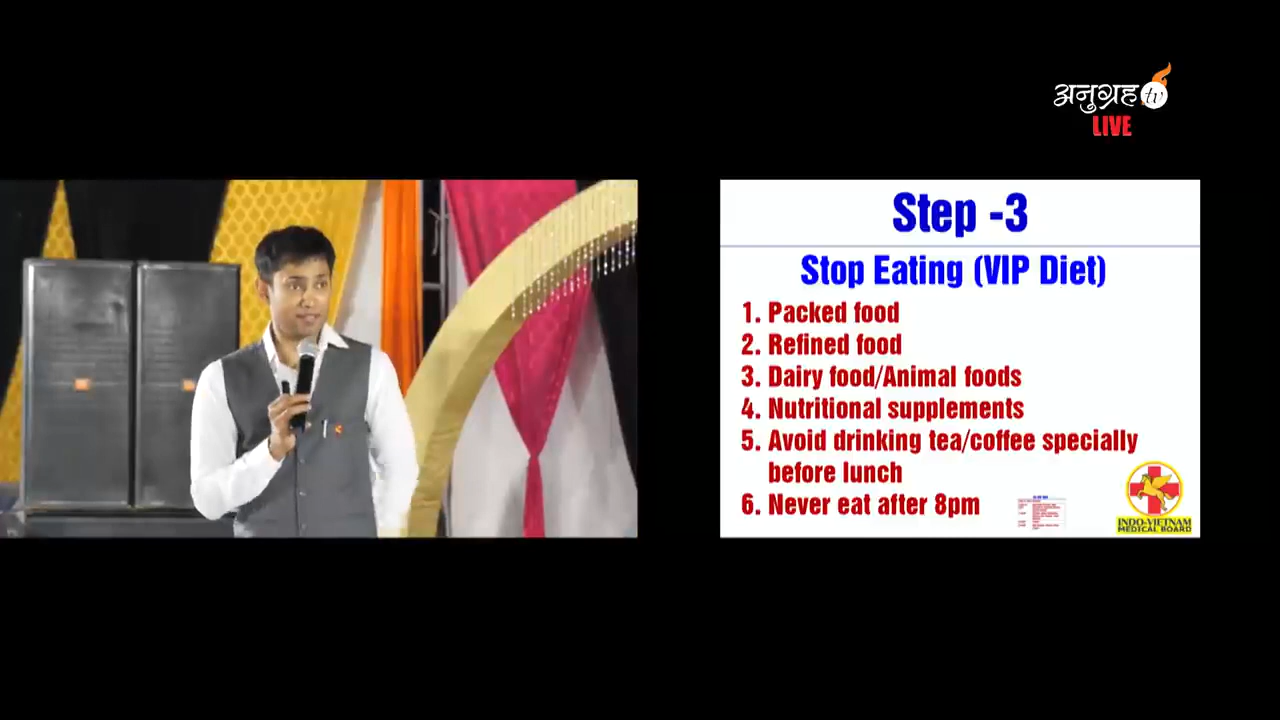 अनुग्रह tv
LIVE
Step -3
Stop Eating (VIP Diet)
1. Packed food
2. Refined food
3. Dairy food/Animal foods
4. Nutritional supplements
5. Avoid drinking tea/coffee specially
before lunch
6. Never eat after 8pm
INDO-VIETNAM
MEDICAL BOARD